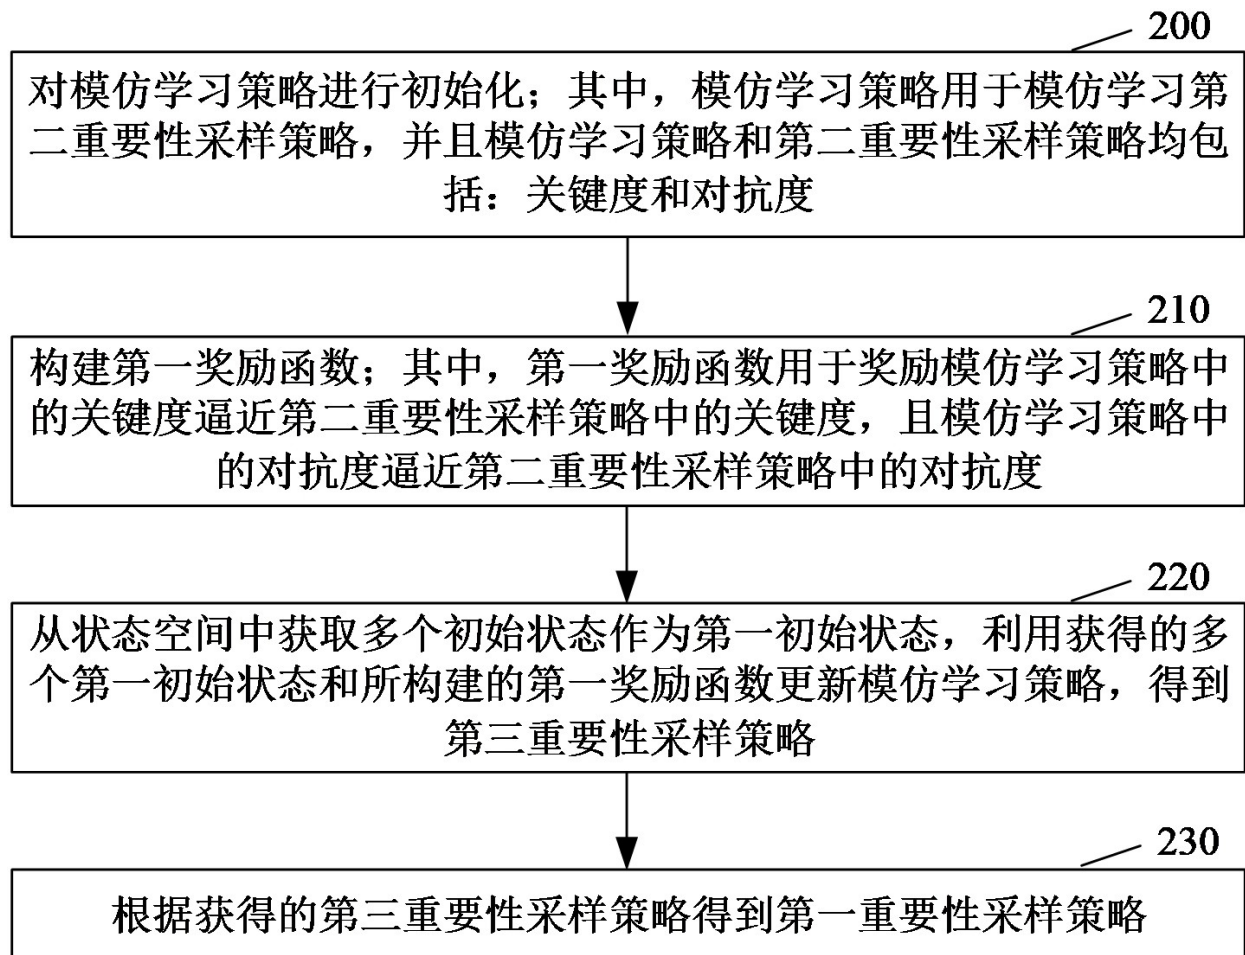 200
对模仿学习策略进行初始化；其中，模仿学习策略用于模仿学习第
二重要性采样策略，并且模仿学习策略和第二重要性采样策略均包
括：关键度和对抗度
210
构建第一奖励函数；其中，第一奖励函数用于奖励模仿学习策略中
的关键度逼近第二重要性采样策略中的关键度，且模仿学习策略中
的对抗度逼近第二重要性采样策略中的对抗度
220
从状态空间中获取多个初始状态作为第一初始状态，利用获得的多
个第一初始状态和所构建的第一奖励函数更新模仿学习策略，得到
第三重要性采样策略
230
根据获得的第三重要性采样策略得到第一重要性采样策略